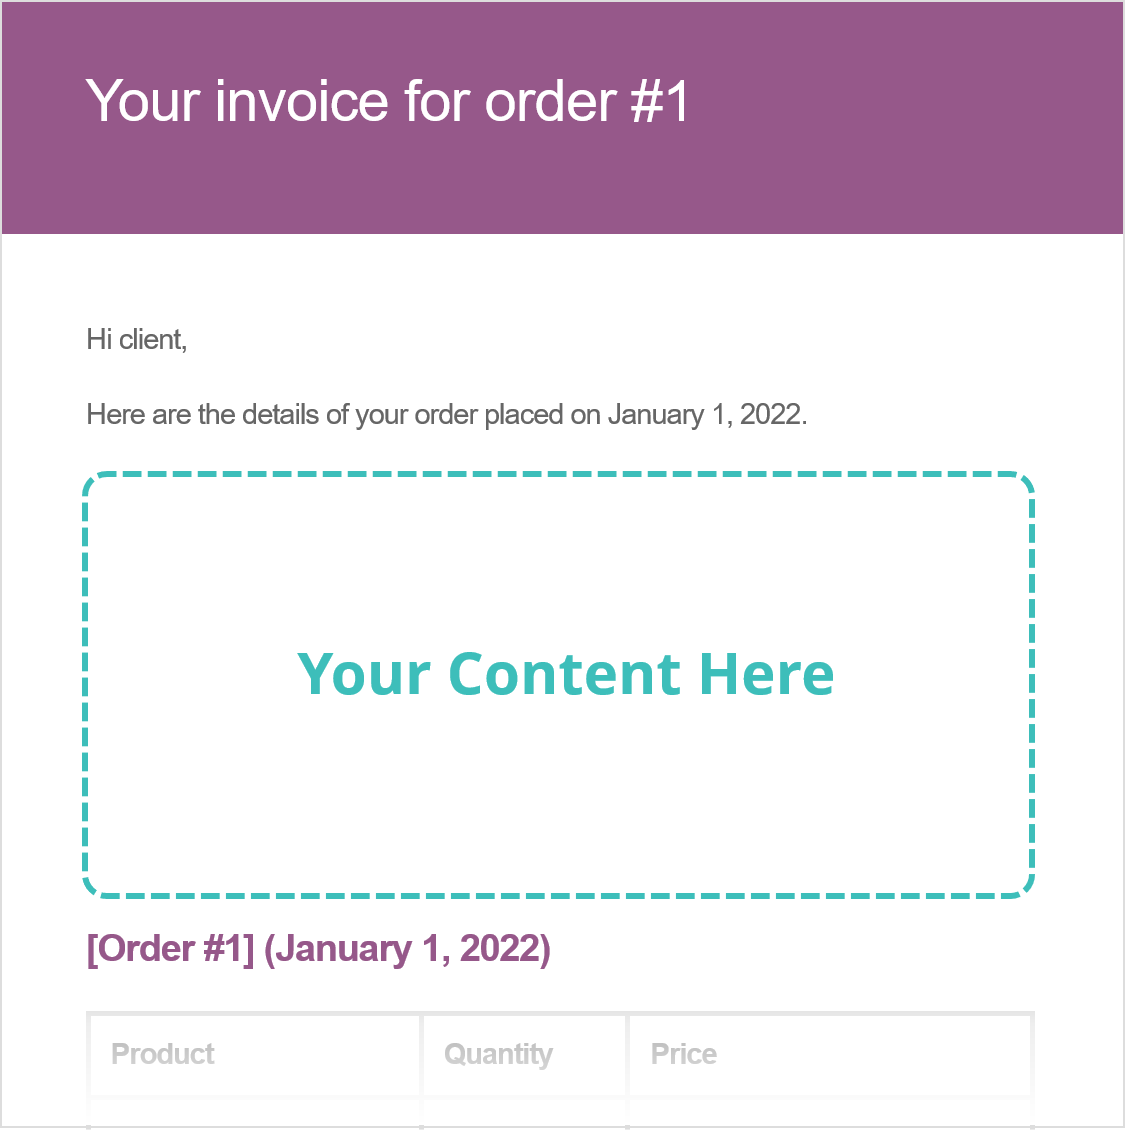 Your invoice for order #1
Hi client,
Here are the details of your order placed on January 1, 2022.
Your Content Here
[Order #1] (January 1, 2022)
Product Quantity Price